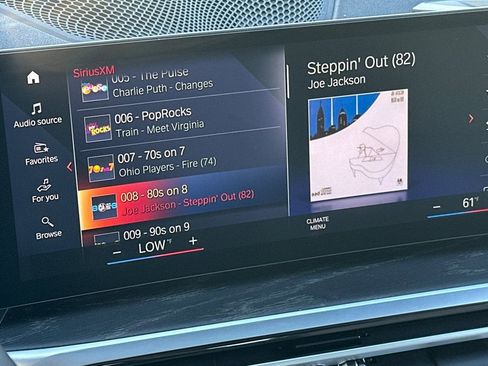 SiriusXM
005 - The Pulse
Charlie Puth - Changes
006 - PopRocks
Train - Meet Virginia
007 - 70s on 7
Ohio Players - Fire (74)
008 - 80s on 8
Joe Jackson - Steppin' Out (82)
009 - 90s on 9
Audio source
Favorites
For you
Browse
Steppin' Out (82)
Joe Jackson
− LOW °F +
CLIMATE
MENU
− 61°F